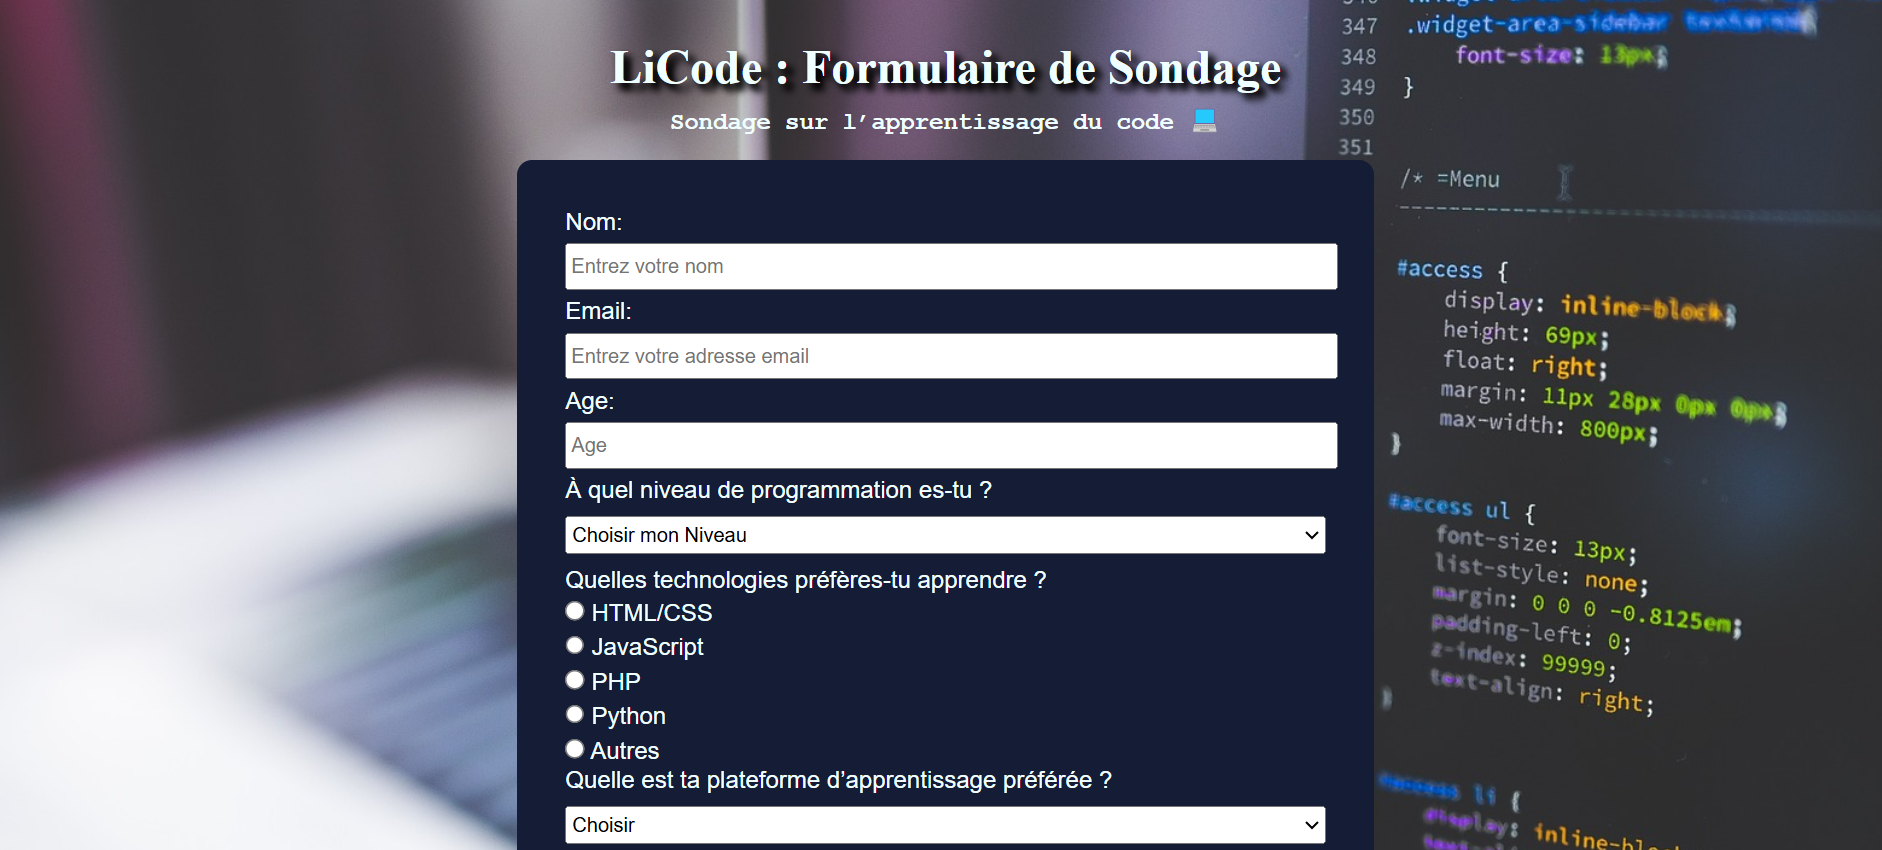 LiCode : Formulaire de Sondage
Sondage sur l’apprentissage du code
Nom:
Entrez votre nom
Email:
Entrez votre adresse email
Age:
Age
À quel niveau de programmation es-tu ?
Choisir mon Niveau
Quelles technologies préfères-tu apprendre ?
HTML/CSS
JavaScript
PHP
Python
Autres
Quelle est ta plateforme d’apprentissage préférée ?
Choisir
347 .widget-area-sidebar
348 font-size: 13px;
349 }
350
351
/* =Menu
#access {
display: inline-block;
height: 69px;
float: right;
margin: 11px 28px 0px 0px;
max-width: 800px;
}
#access ul {
font-size: 13px;
list-style: none;
margin: 0 0 0 -0.8125em;
padding-left: 0;
z-index: 99999;
text-align: right;
}
#access li {
display: inline-block